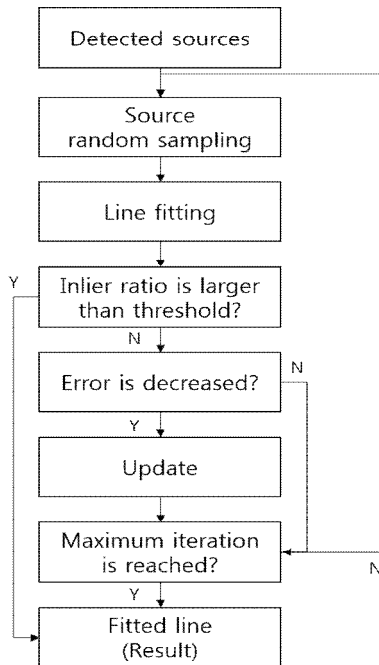 Detected sources
Source
random sampling
Line fitting
Y
Inlier ratio is larger
than threshold?
N
Error is decreased?
N
Y
Update
Maximum iteration
is reached?
N
Y
Fitted line
(Result)